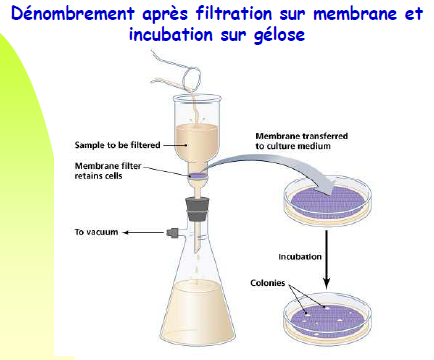 Dénombrement après filtration sur membrane et
incubation sur gélose
Sample to be filtered
Membrane filter
retains cells
To vacuum
Membrane transferred
to culture medium
Incubation
Colonies